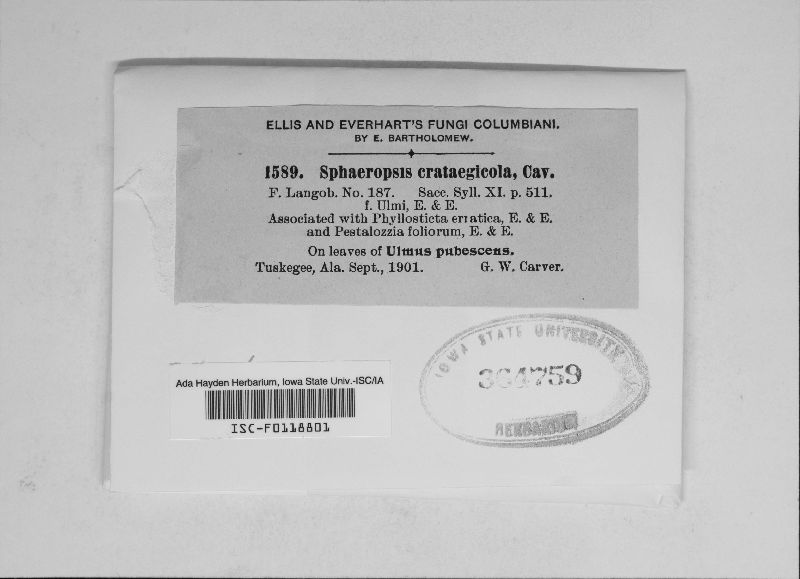 ELLIS AND EVERHART'S FUNGI COLUMBIANI.
BY E. BARTHOLOMEW.
1589. Sphaeropsis crataegicola, Cav.
F. Langob. No. 187. Sacc. Syll. XI. p. 511.
f. Ulmi, E. & E.
Associated with Phyllosticta erratica, E. & E.
and Pestalozzia foliorum, E. & E.
On leaves of Ulmus pubescens.
Tuskegee, Ala. Sept., 1901. G. W. Carver.
IOWA STATE UNIVERSITY
HERBARIUM
Ada Hayden Herbarium, Iowa State Univ.-ISC/IA
ISC-F0118801